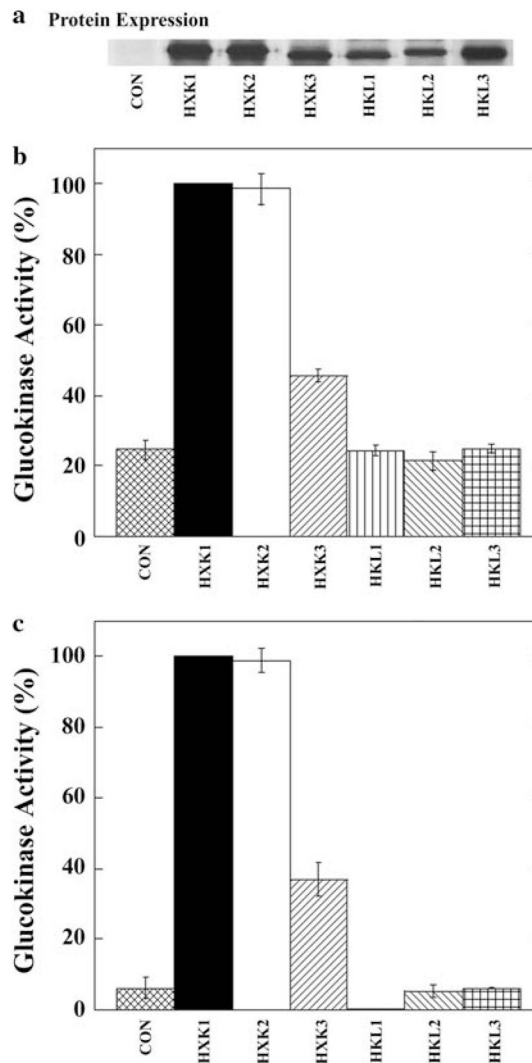 a Protein Expression
CON HXK1 HXK2 HXK3 HKL1 HKL2 HKL3
b
Glucokinase Activity (%)
100
80
60
40
20
0
CON HXK1 HXK2 HXK3 HKL1 HKL2 HKL3
c
Glucokinase Activity (%)
100
80
60
40
20
0
CON HXK1 HXK2 HXK3 HKL1 HKL2 HKL3